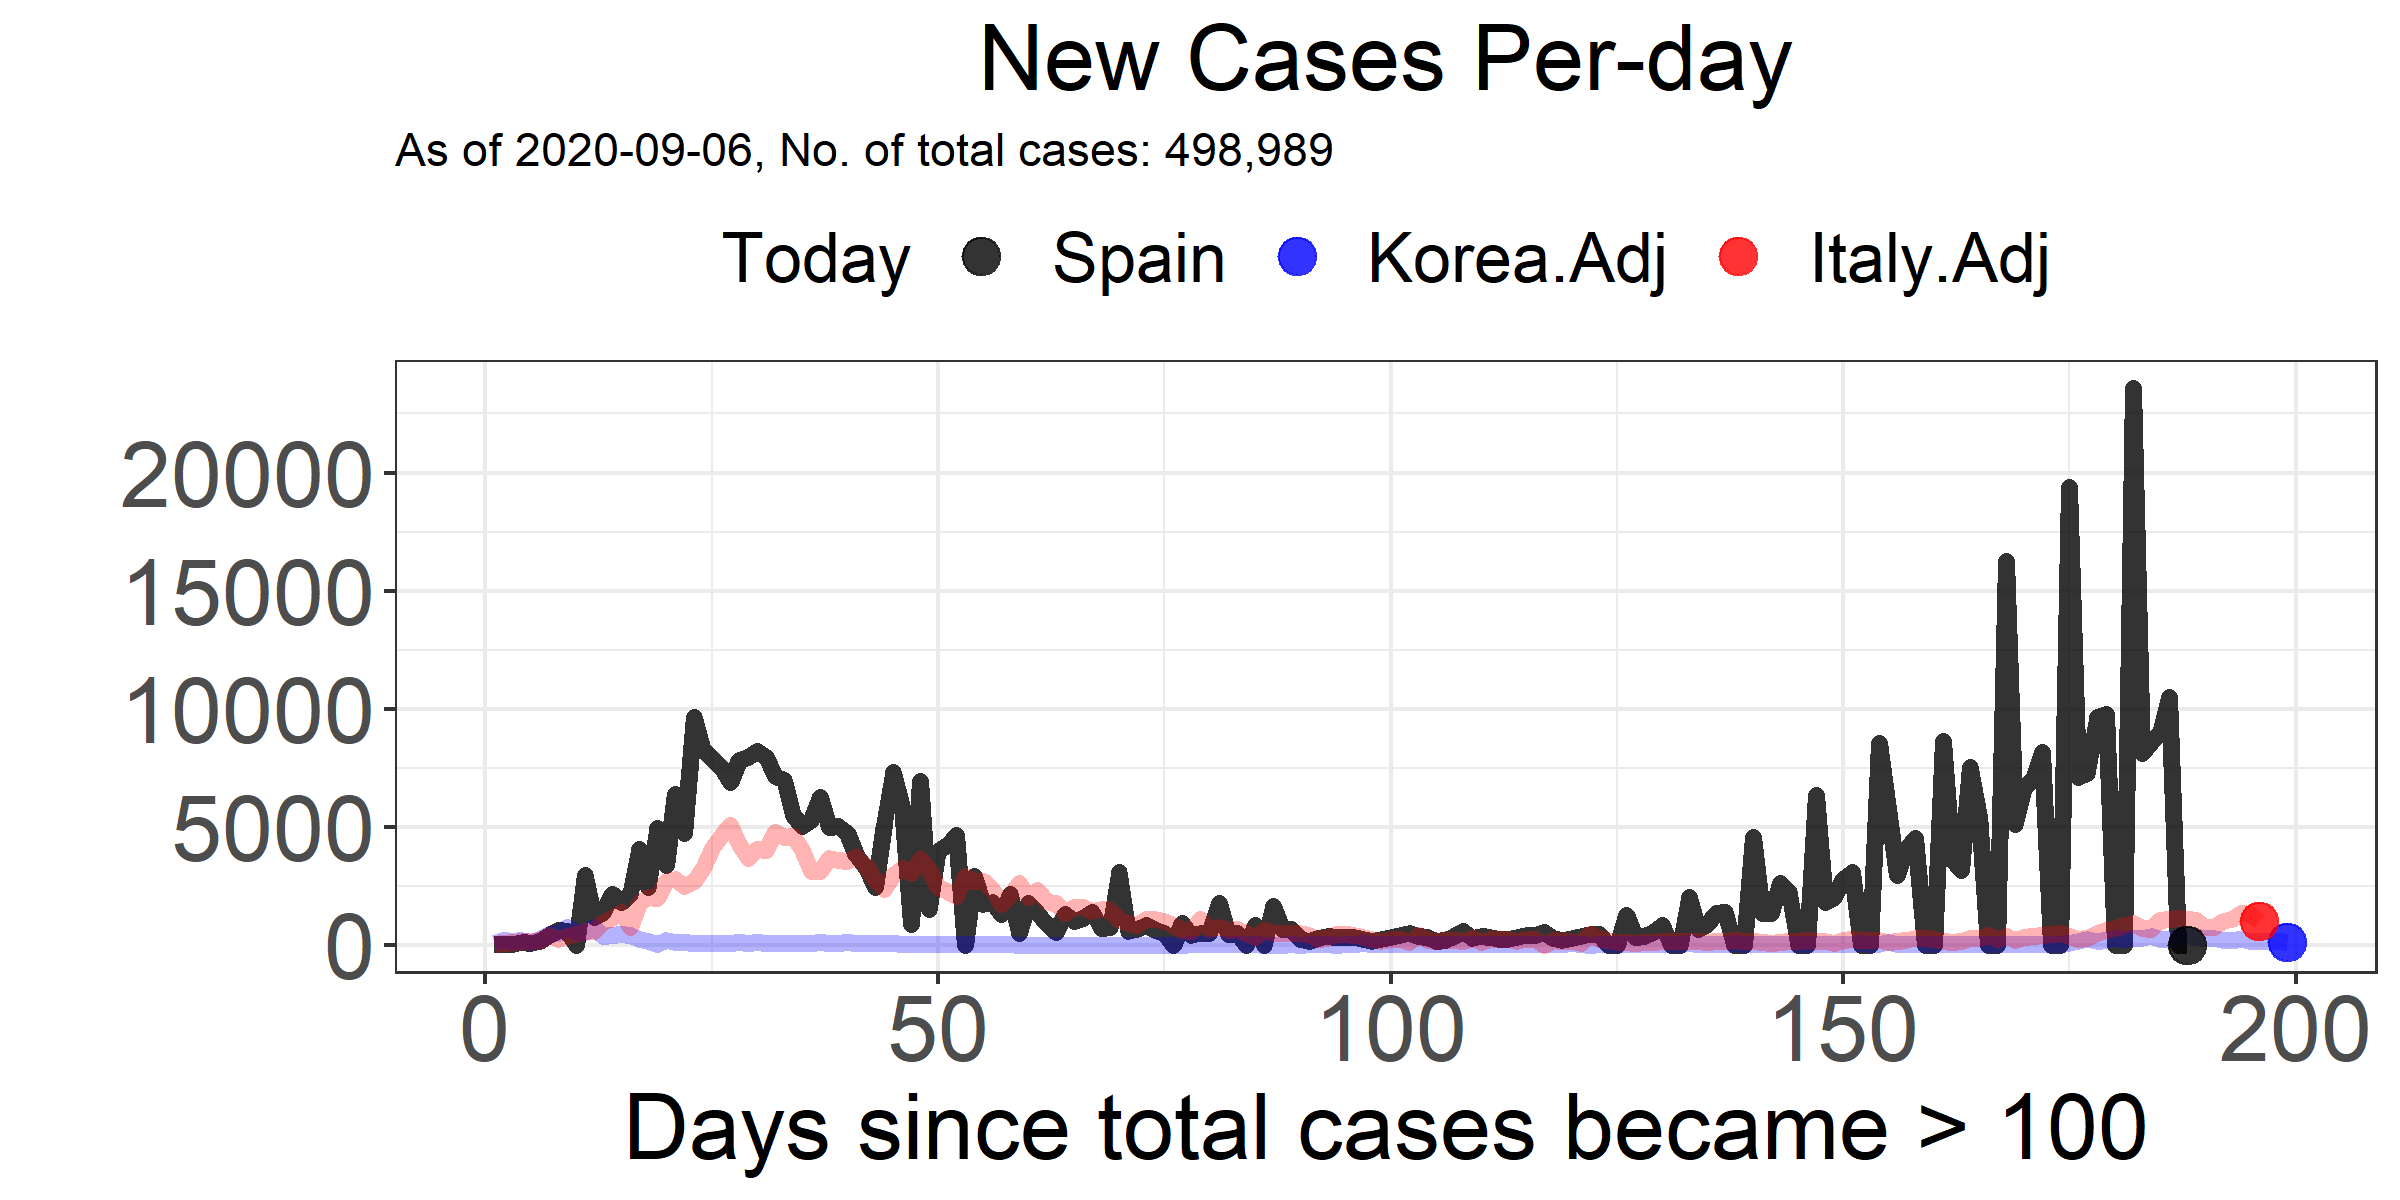 New Cases Per-day
As of 2020-09-06, No. of total cases: 498,989
Today Spain Korea.Adj Italy.Adj
20000
15000
10000
5000
0
0 50 100 150 200
Days since total cases became > 100